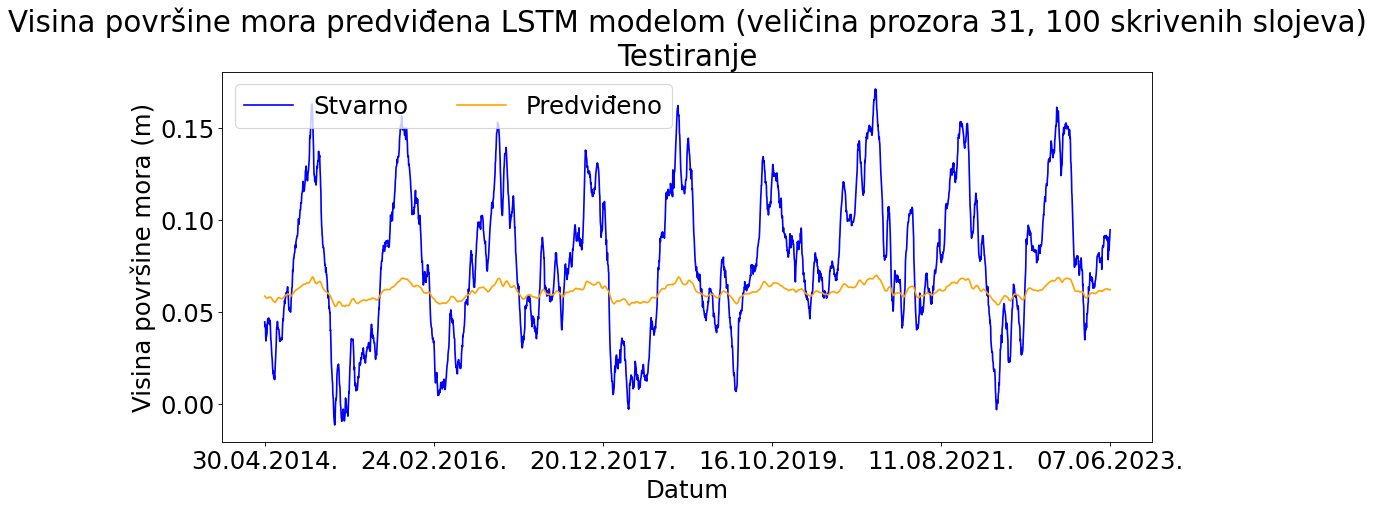 Visina površine mora predviđena LSTM modelom (veličina prozora 31, 100 skrivenih slojeva)
Testiranje
Stvarno Predviđeno
Visina površine mora (m)
0.15
0.10
0.05
0.00
30.04.2014. 24.02.2016. 20.12.2017. 16.10.2019. 11.08.2021. 07.06.2023.
Datum